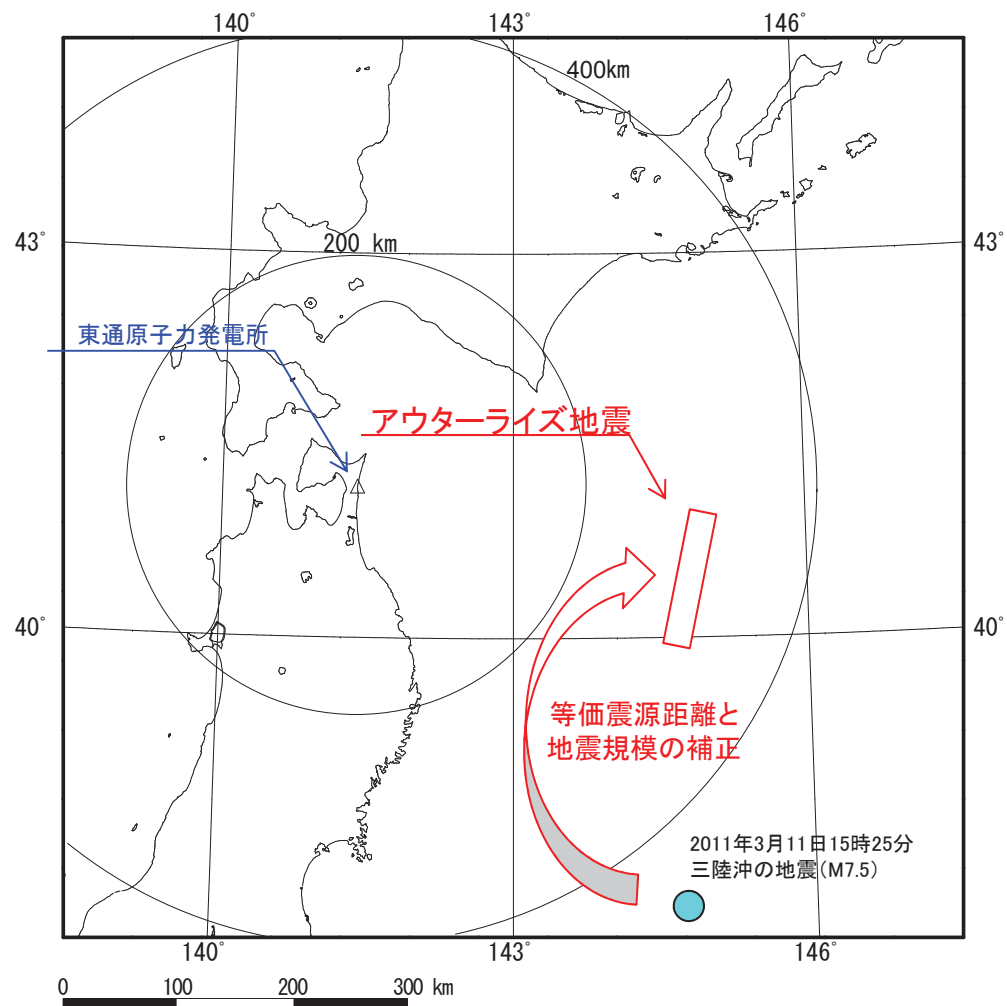 140° 143° 146°
400km
43° 43°
200 km
東通原子力発電所
アウターライズ地震
40° 40°
等価震源距離と
地震規模の補正
2011年3月11日15時25分
三陸沖の地震(M7.5)
140° 143° 146°
0 100 200 300 km